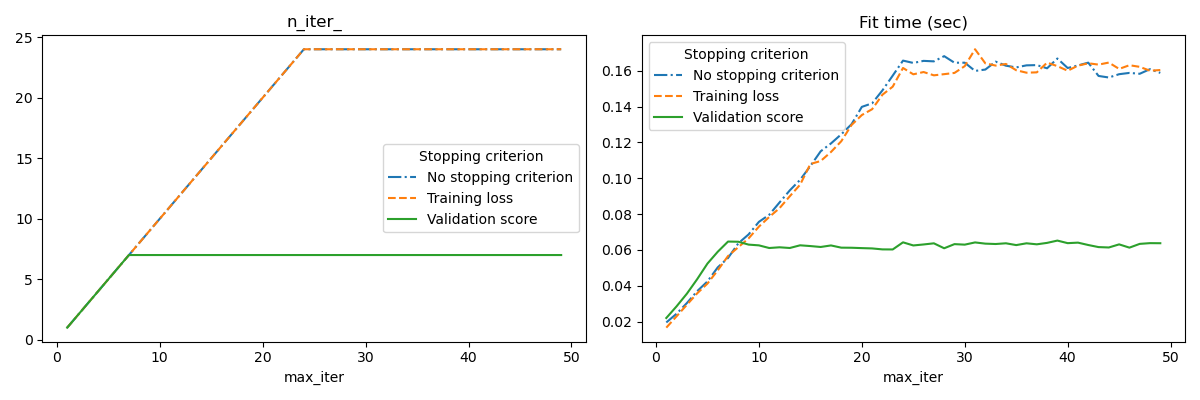 n_iter_
25
20
15
10
5
0
Stopping criterion
No stopping criterion
Training loss
Validation score
0
10
20
30
40
50
max_iter
Fit time (sec)
0.16
0.14
0.12
0.10
0.08
0.06
0.04
0.02
Stopping criterion
No stopping criterion
Training loss
Validation score
0
10
20
30
40
50
max_iter